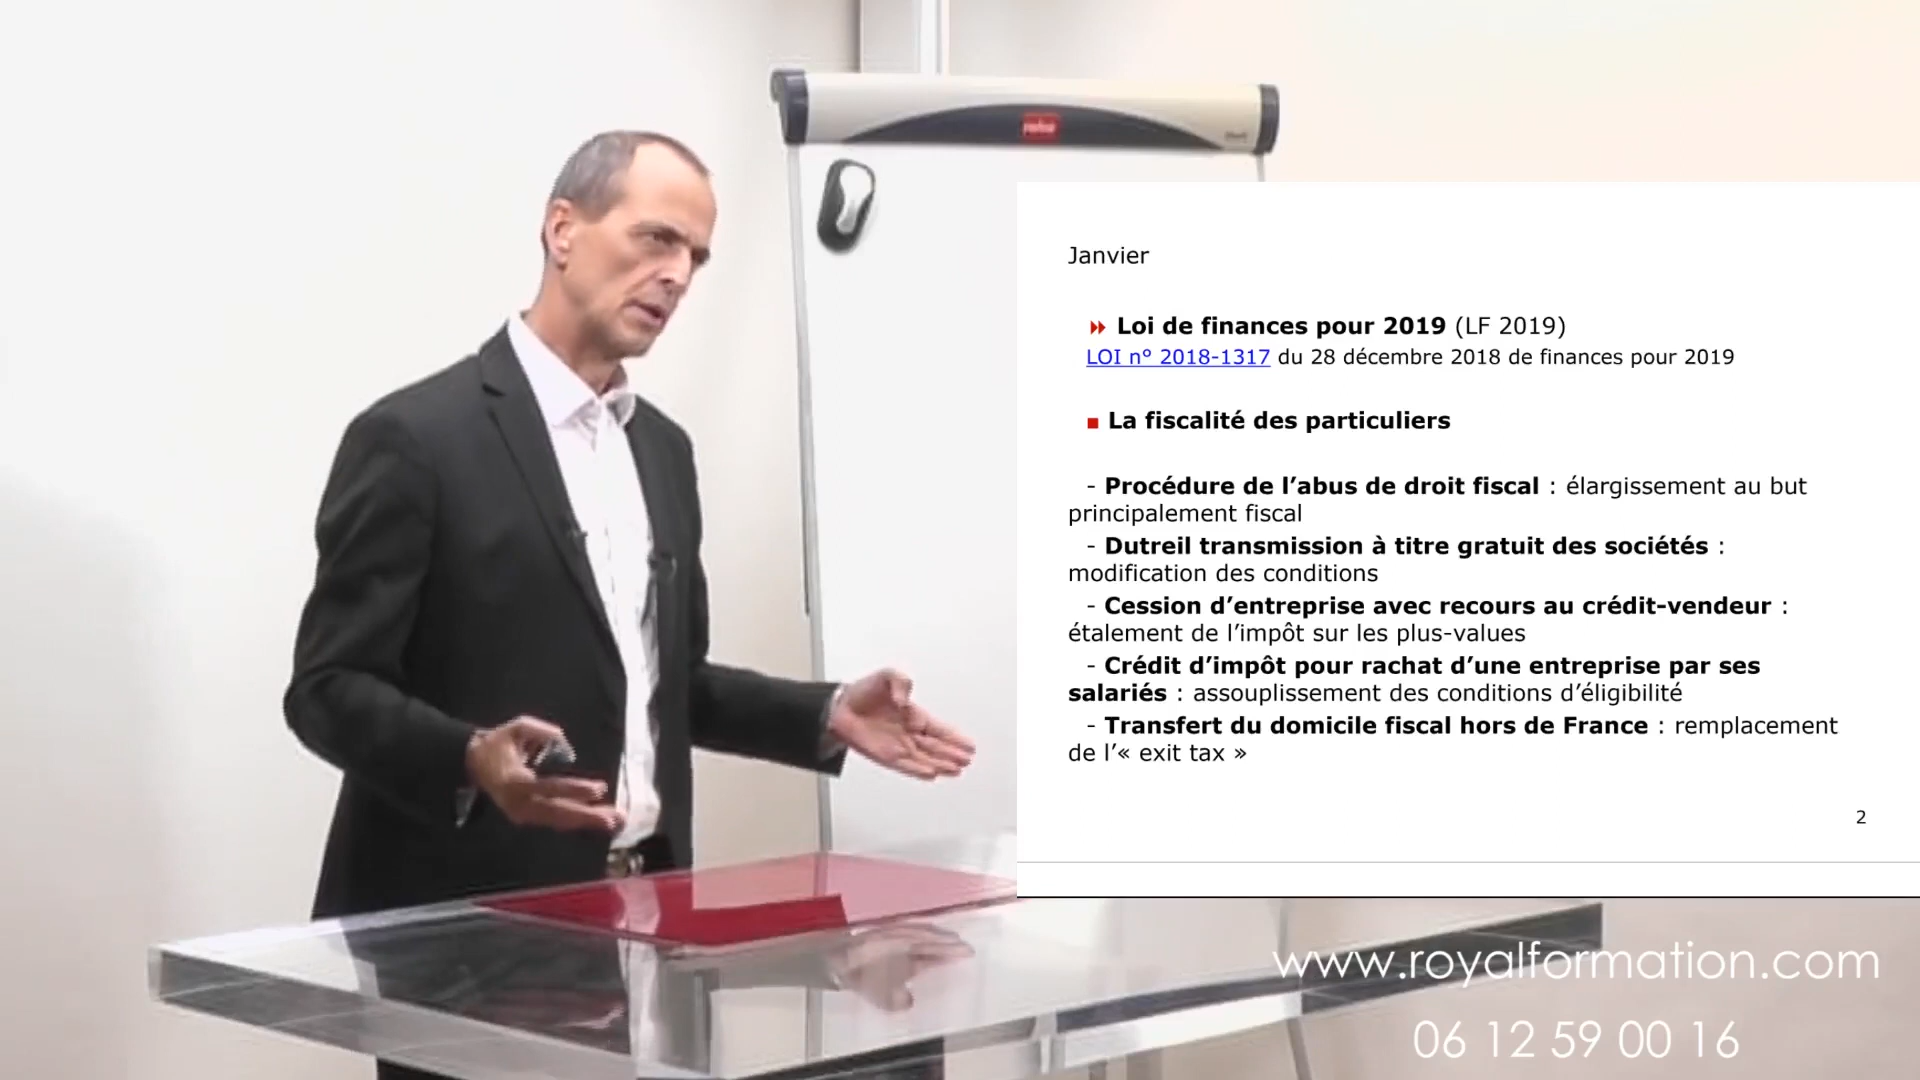 Janvier
Loi de finances pour 2019 (LF 2019)
LOI n° 2018-1317 du 28 décembre 2018 de finances pour 2019
La fiscalité des particuliers
- Procédure de l’abus de droit fiscal : élargissement au but
principalement fiscal
- Dutreil transmission à titre gratuit des sociétés :
modification des conditions
- Cession d’entreprise avec recours au crédit-vendeur :
étalement de l’impôt sur les plus-values
- Crédit d’impôt pour rachat d’une entreprise par ses
salariés : assouplissement des conditions d’éligibilité
- Transfert du domicile fiscal hors de France : remplacement
de l’« exit tax »
2
www.royalformation.com
06 12 59 00 16